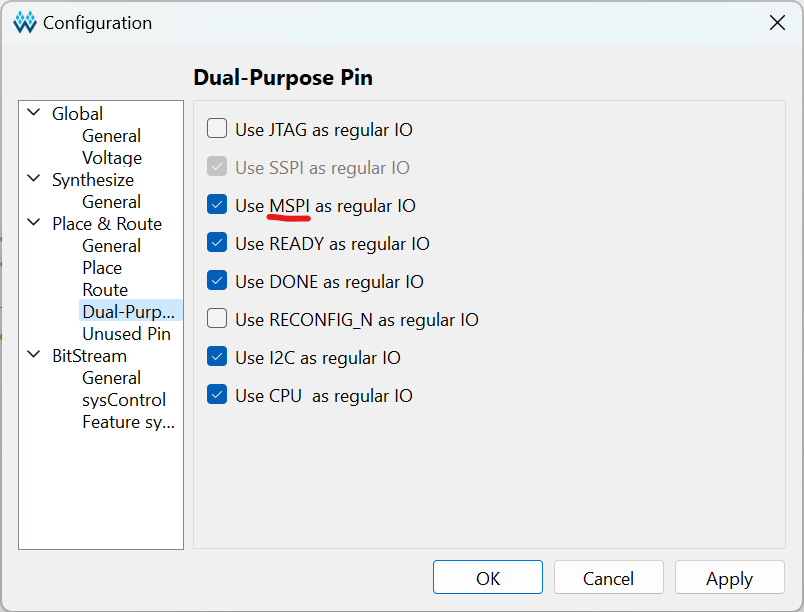 Configuration
Dual-Purpose Pin
Global
General
Voltage
Synthesize
General
Place & Route
General
Place
Route
Dual-Purp...
Unused Pin
BitStream
General
sysControl
Feature sy...
Use JTAG as regular IO
Use SSPI as regular IO
Use MSPI as regular IO
Use READY as regular IO
Use DONE as regular IO
Use RECONFIG_N as regular IO
Use I2C as regular IO
Use CPU  as regular IO
OK
Cancel
Apply